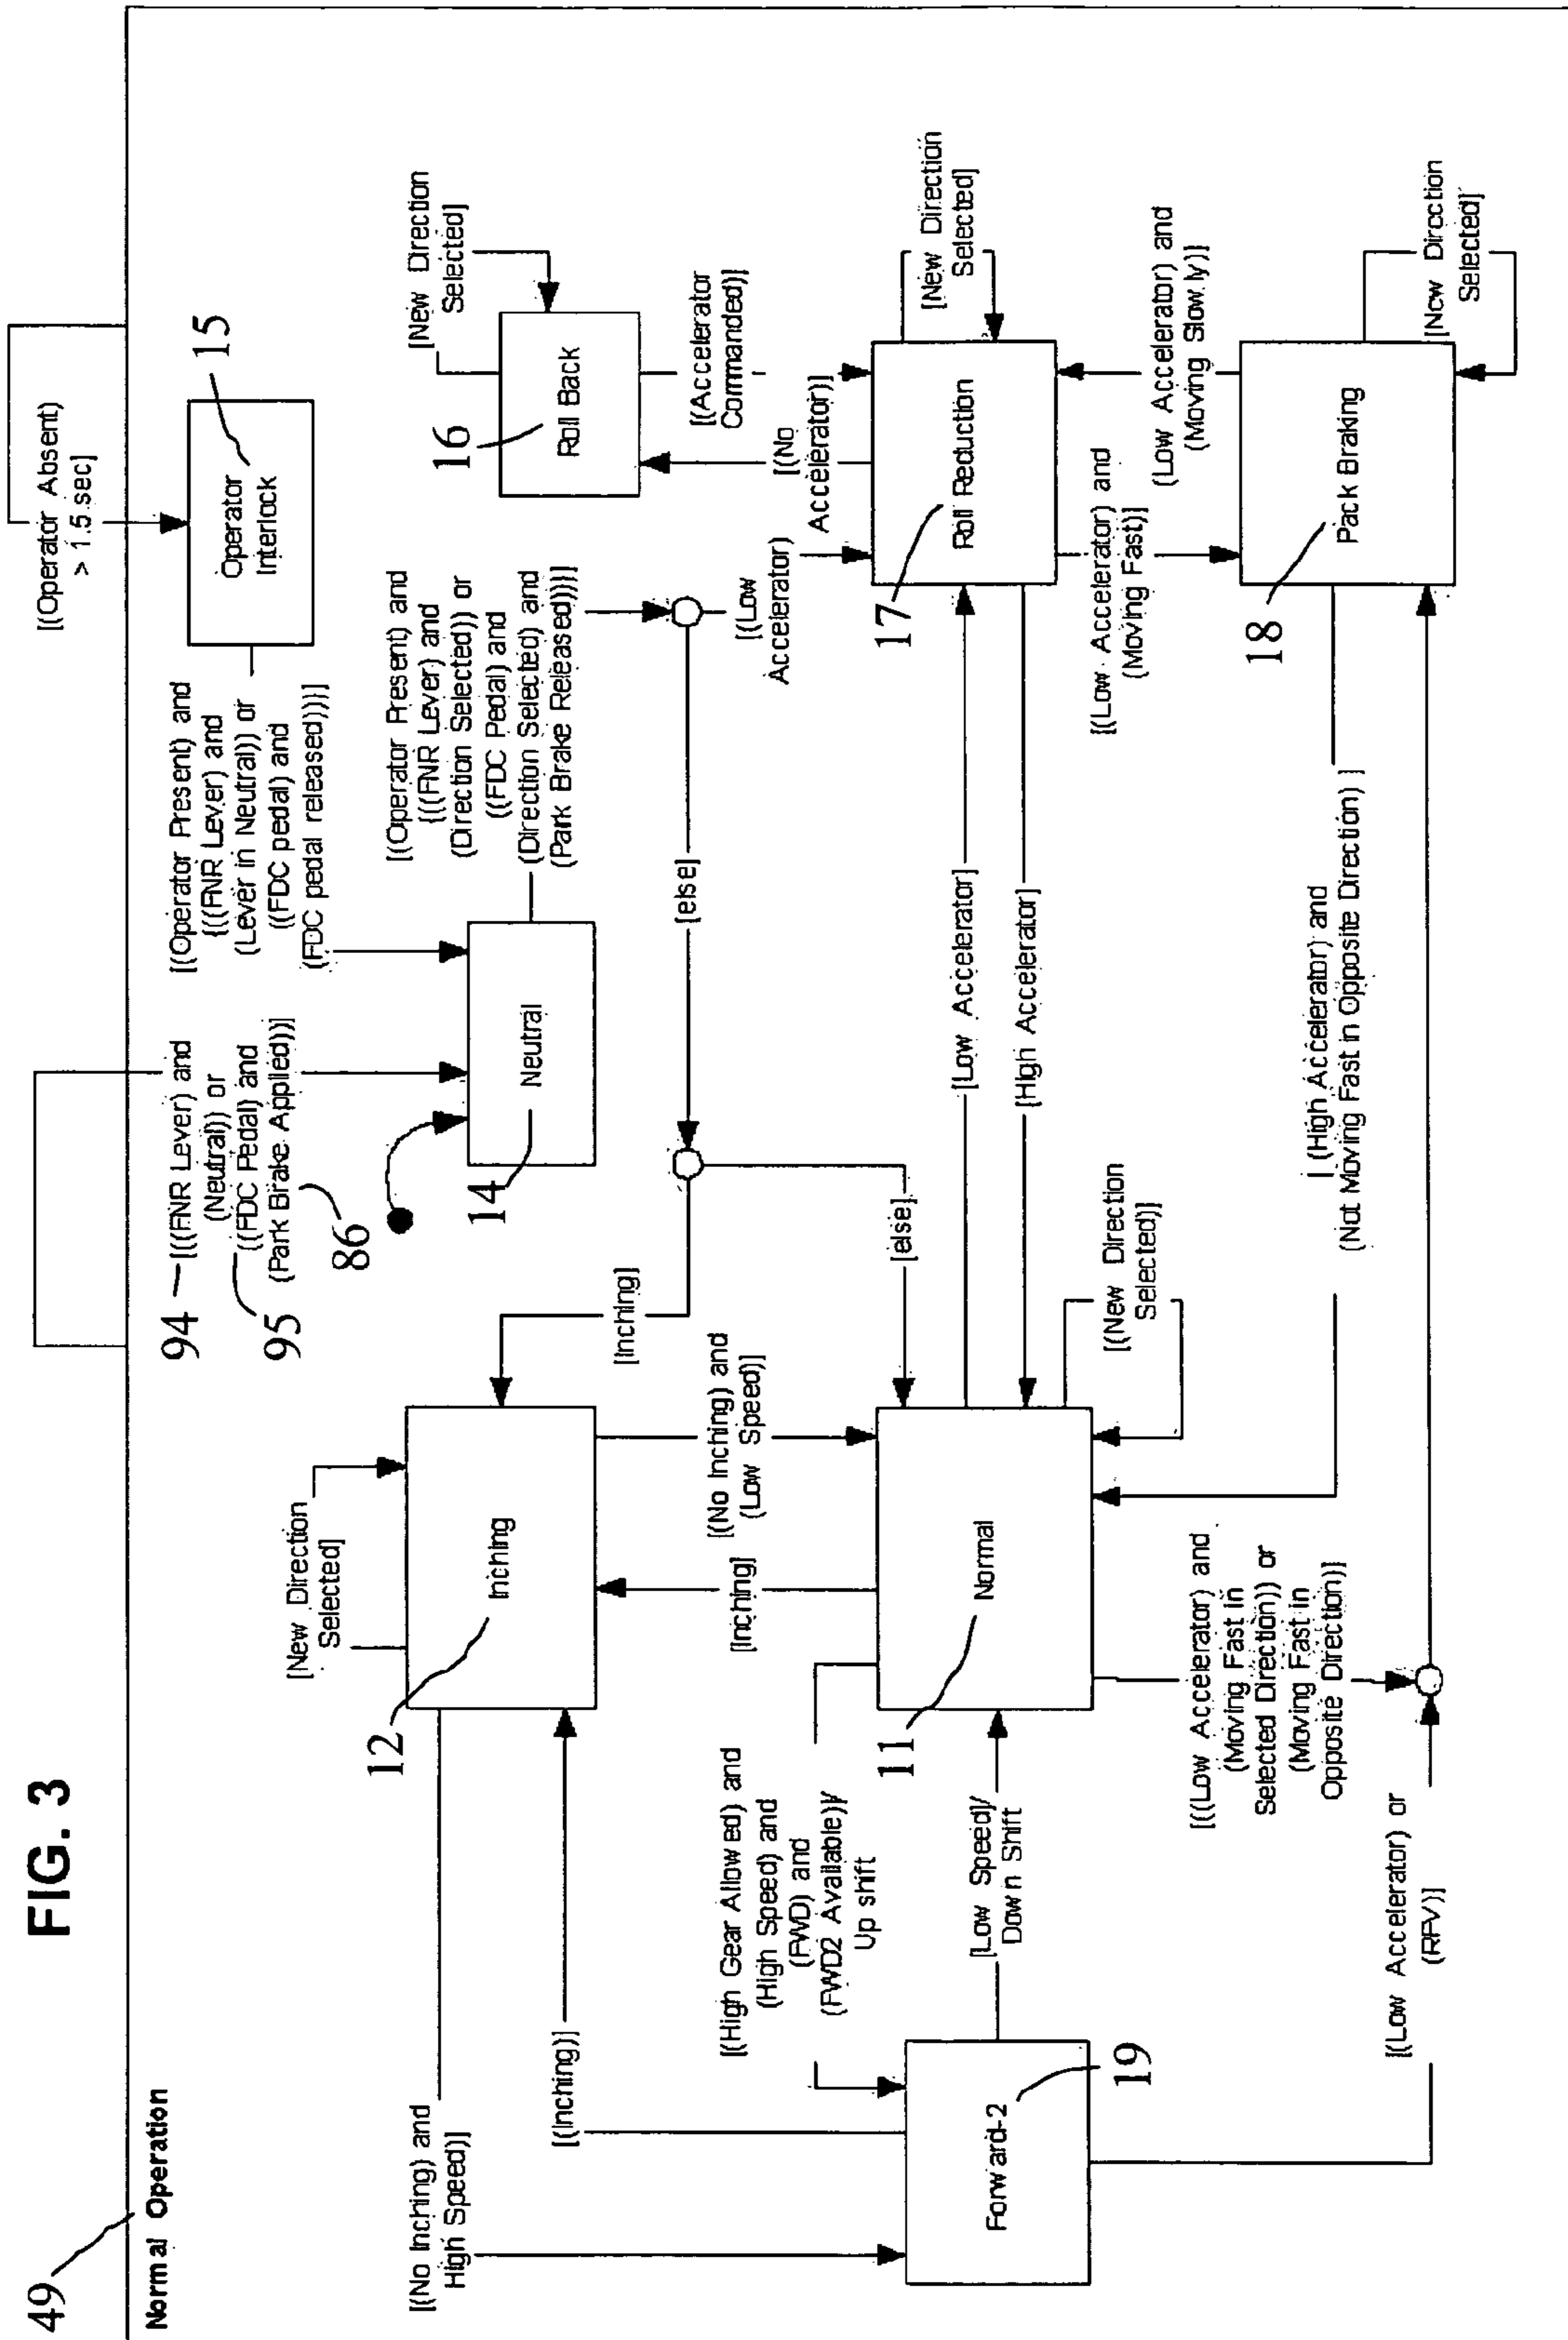 FIG. 3
49
Normal Operation
[(Operator Absent)
> 1.5 sec]
15
Operator
Interlock
94
[((FNR Lever) and
(Neutral)) or
95
((FDC Pedal) and
(Park Brake Applied))]
86
[(Operator Present) and
{((FNR Lever) and
(Lever in Neutral)) or
((FDC pedal) and
(FDC pedal released))}]
14
Neutral
[(Operator Present) and
{((FNR Lever) and
(Direction Selected)) or
((FDC Pedal) and
(Direction Selected) and
(Park Brake Released))}]
[New Direction
Selected]
16
Roll Back
[(Accelerator
Commanded)]
[(No
Accelerator)]
[(Low
Accelerator)]
[else]
[Inching]
[else]
[New Direction
Selected]
12
Inching
[(No Inching) and
High Speed)]
[(Inching)]
[(No Inching) and
(Low Speed)]
[Inching]
[(High Gear Allowed) and
(High Speed) and
(FWD) and
(FWD2 Available)]/
Up shift
11
Normal
[Low Accelerator]
[High Accelerator]
17
Roll Reduction
[New Direction
Selected]
[(New Direction
Selected)]
Forward-2
19
[Low Speed]/
Down Shift
[((Low Accelerator) and
(Moving Fast in
Selected Direction)) or
(Moving Fast in
Opposite Direction)]
[(Low Accelerator) and
(Moving Fast)]
(Low Accelerator) and
(Moving Slowly)]
18
Pack Braking
[New Direction
Selected]
[(High Accelerator) and
(Not Moving Fast in Opposite Direction) ]
[(Low Accelerator) or
(RFV)]